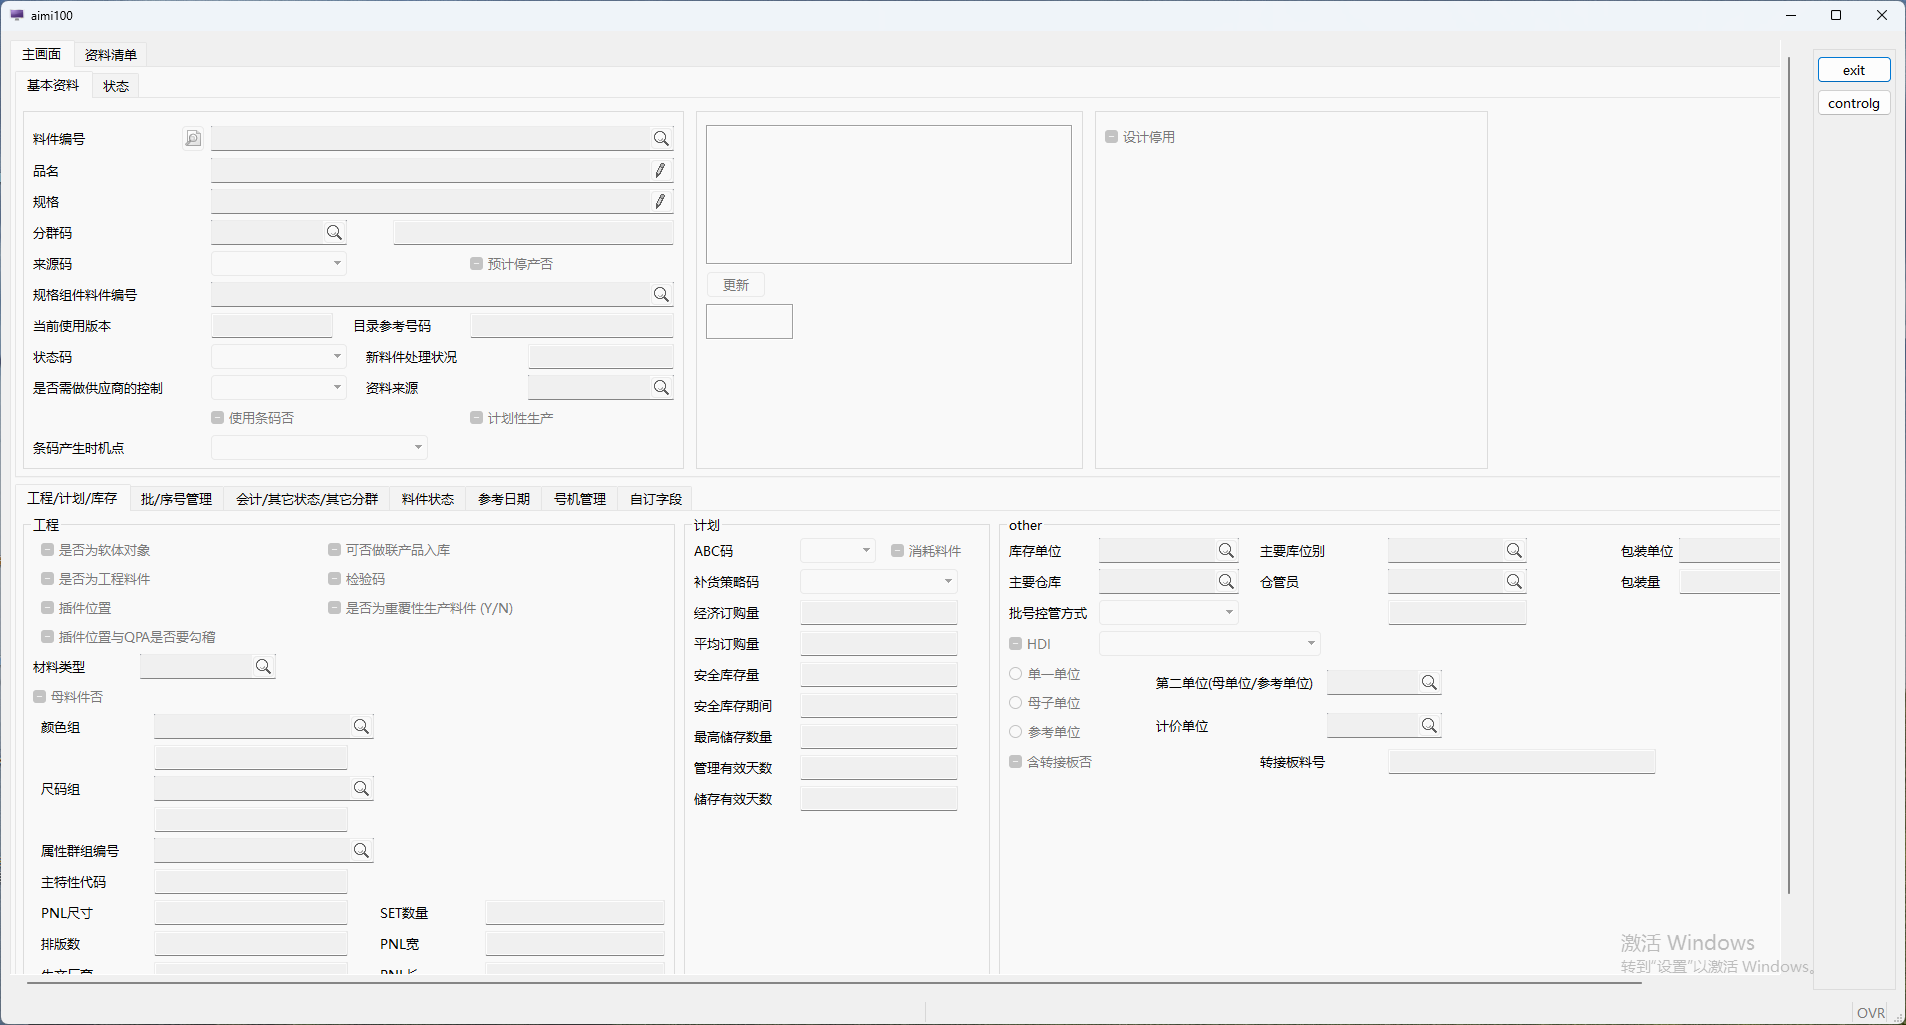 aimi100
主画面 资料清单
exit
基本资料 状态
controlg
料件编号
设计停用
品名
规格
分群码
来源码 预计停产否
更新
规格组件料件编号
当前使用版本 目录参考号码
状态码 新料件处理状况
是否需做供应商的控制 资料来源
使用条码否 计划性生产
条码产生时机点
工程/计划/库存 批/序号管理 会计/其它状态/其它分群 料件状态 参考日期 号机管理 自订字段
工程 计划 other
是否为软体对象 可否做联产品入库 ABC码 消耗料件 库存单位 主要库位别 包装单位
是否为工程料件 检验码 补货策略码 主要仓库 仓管员 包装量
插件位置 是否为重覆性生产料件 (Y/N) 经济订购量 批号控管方式
插件位置与QPA是否要勾稽 平均订购量 HDI
材料类型 安全库存量 单一单位 第二单位(母单位/参考单位)
母料件否 安全库存期间 母子单位
颜色组 最高储存数量 参考单位 计价单位
管理有效天数 含转接板否 转接板料号
尺码组 储存有效天数
属性群组编号
主特性代码
PNL尺寸 SET数量
排版数 PNL宽
生产厂商 PNL长
激活 Windows
转到"设置"以激活 Windows。
OVR